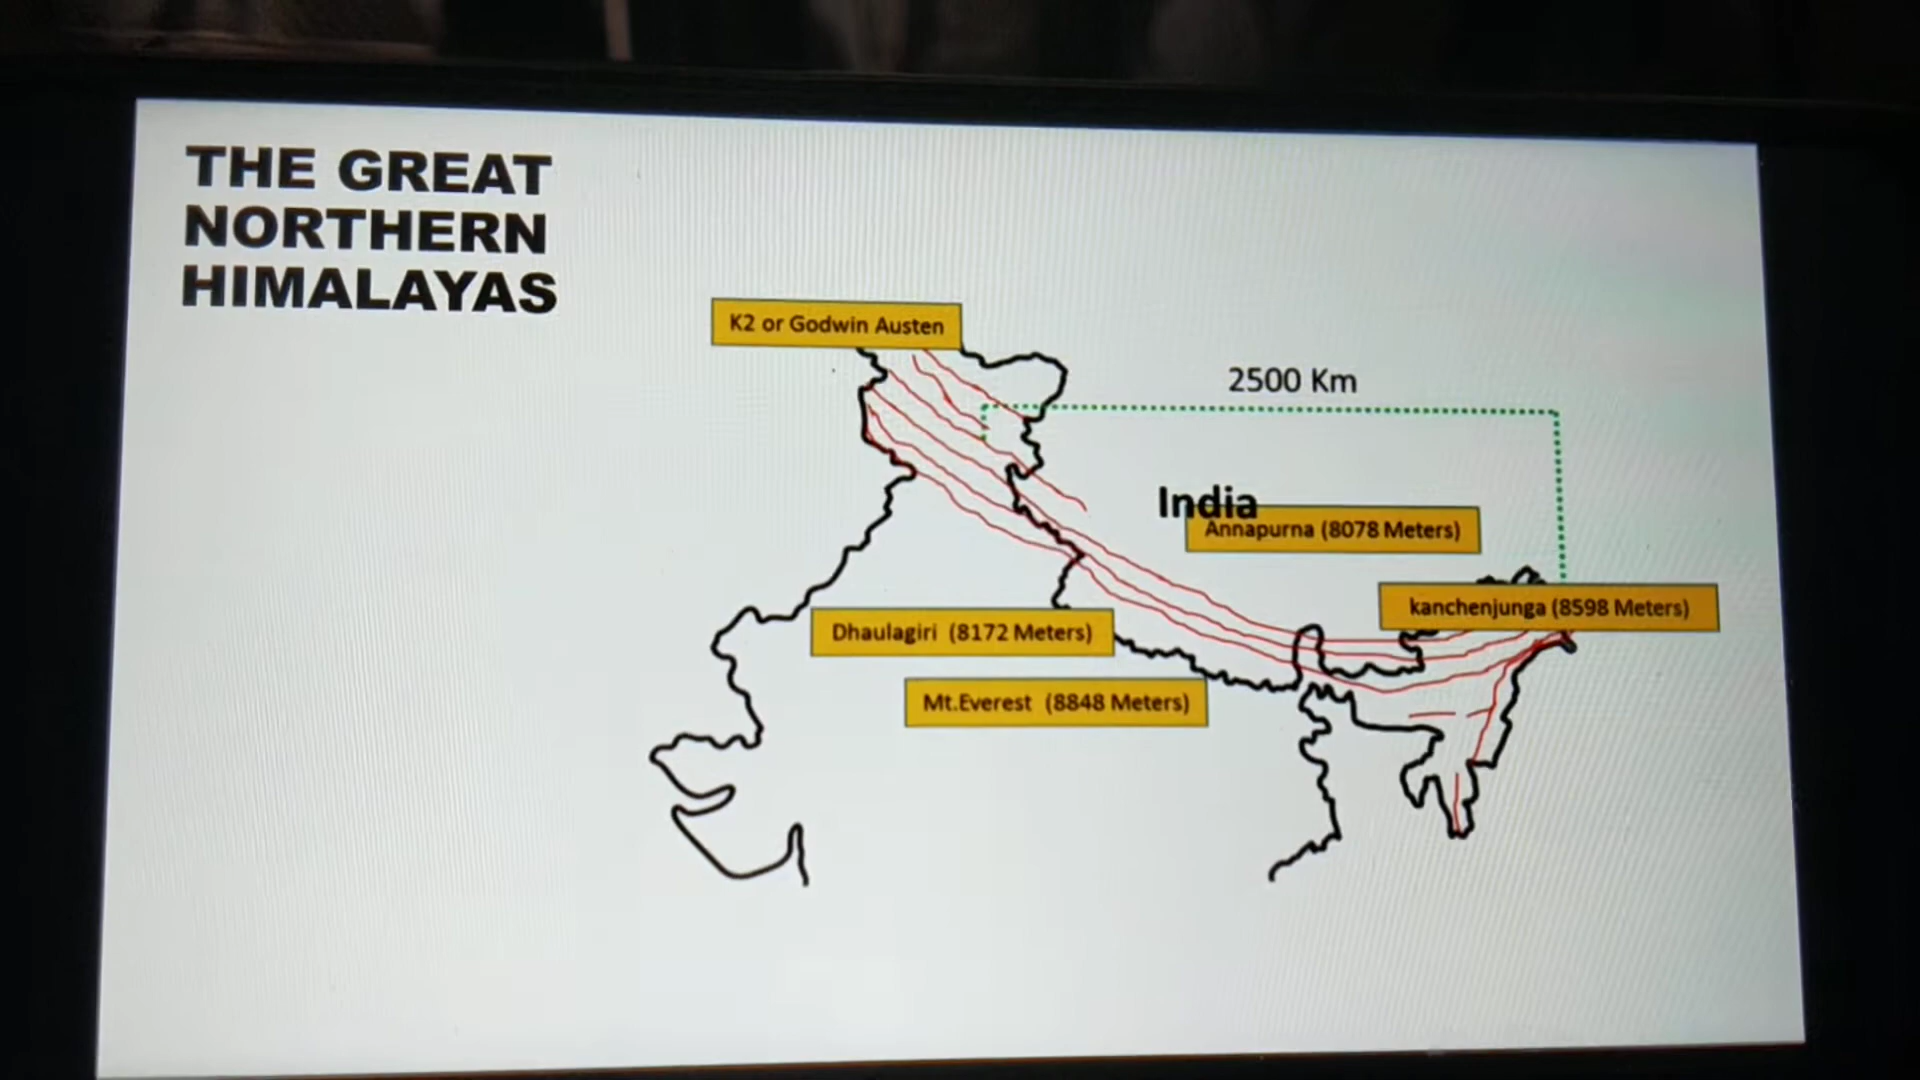 THE GREAT
NORTHERN
HIMALAYAS
K2 or Godwin Austen
2500 Km
India
Annapurna (8078 Meters)
kanchenjunga (8598 Meters)
Dhaulagiri (8172 Meters)
Mt.Everest (8848 Meters)